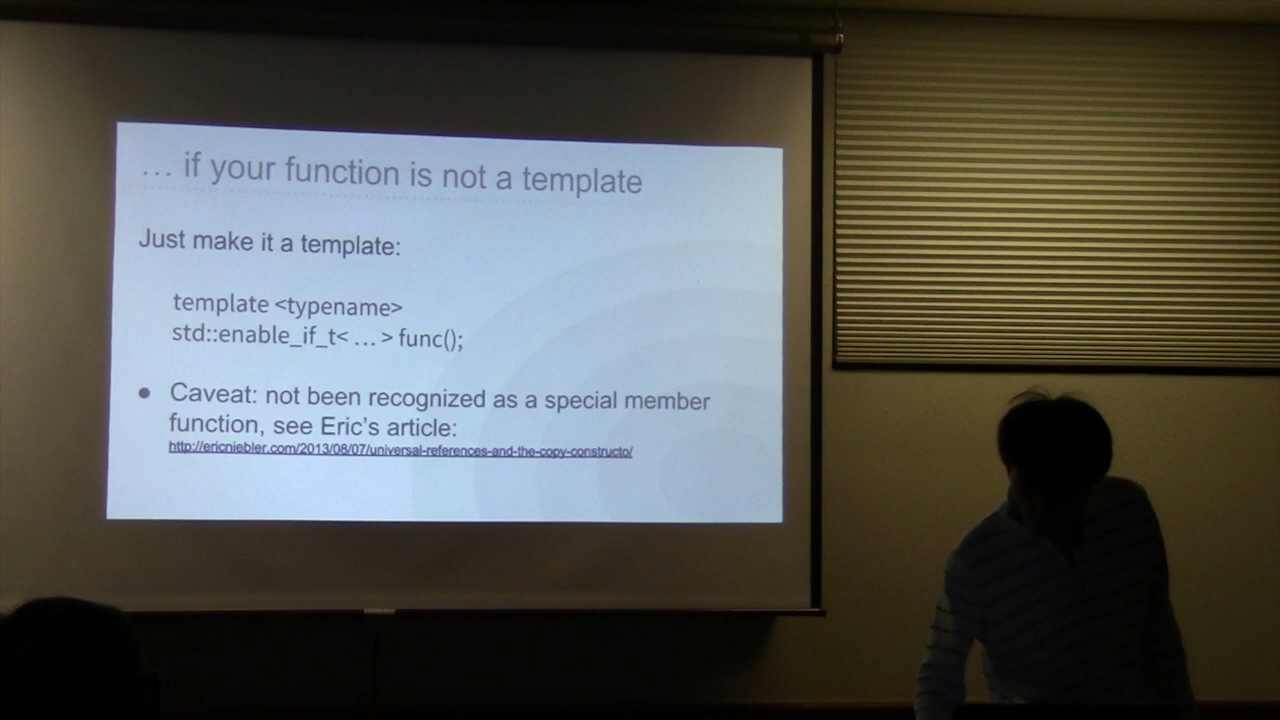 … if your function is not a template
Just make it a template:
template <typename>
std::enable_if_t< … > func();
● Caveat: not been recognized as a special member
function, see Eric's article:
http://ericniebler.com/2013/08/07/universal-references-and-the-copy-constructo/